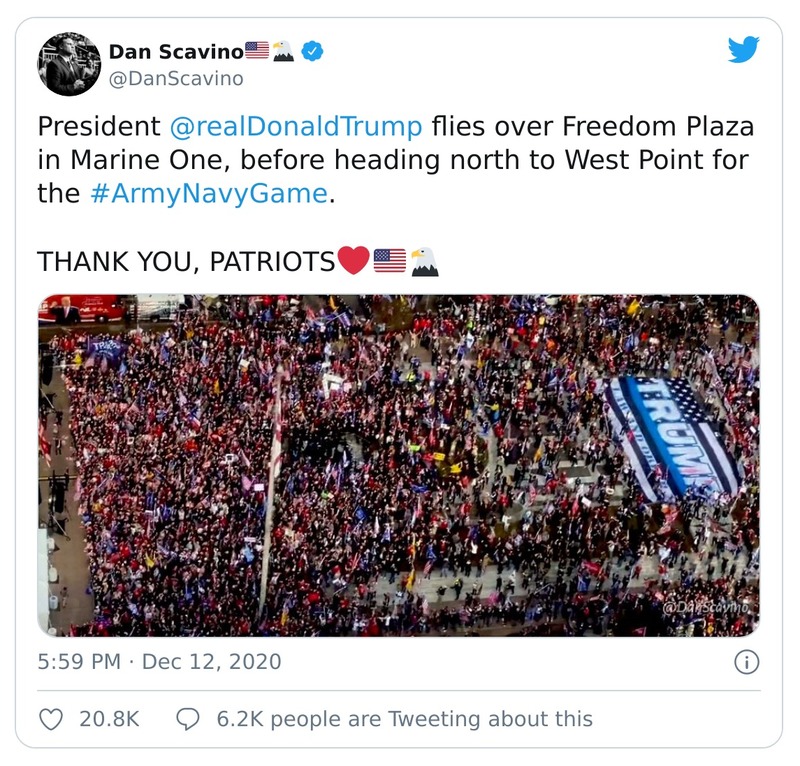 Dan Scavino🇺🇸🦅
@DanScavino
President @realDonaldTrump flies over Freedom Plaza
in Marine One, before heading north to West Point for
the #ArmyNavyGame.
THANK YOU, PATRIOTS❤️🇺🇸🦅
TRUMP
TRUMP
@DanScavino
5:59 PM · Dec 12, 2020
20.8K 6.2K people are Tweeting about this